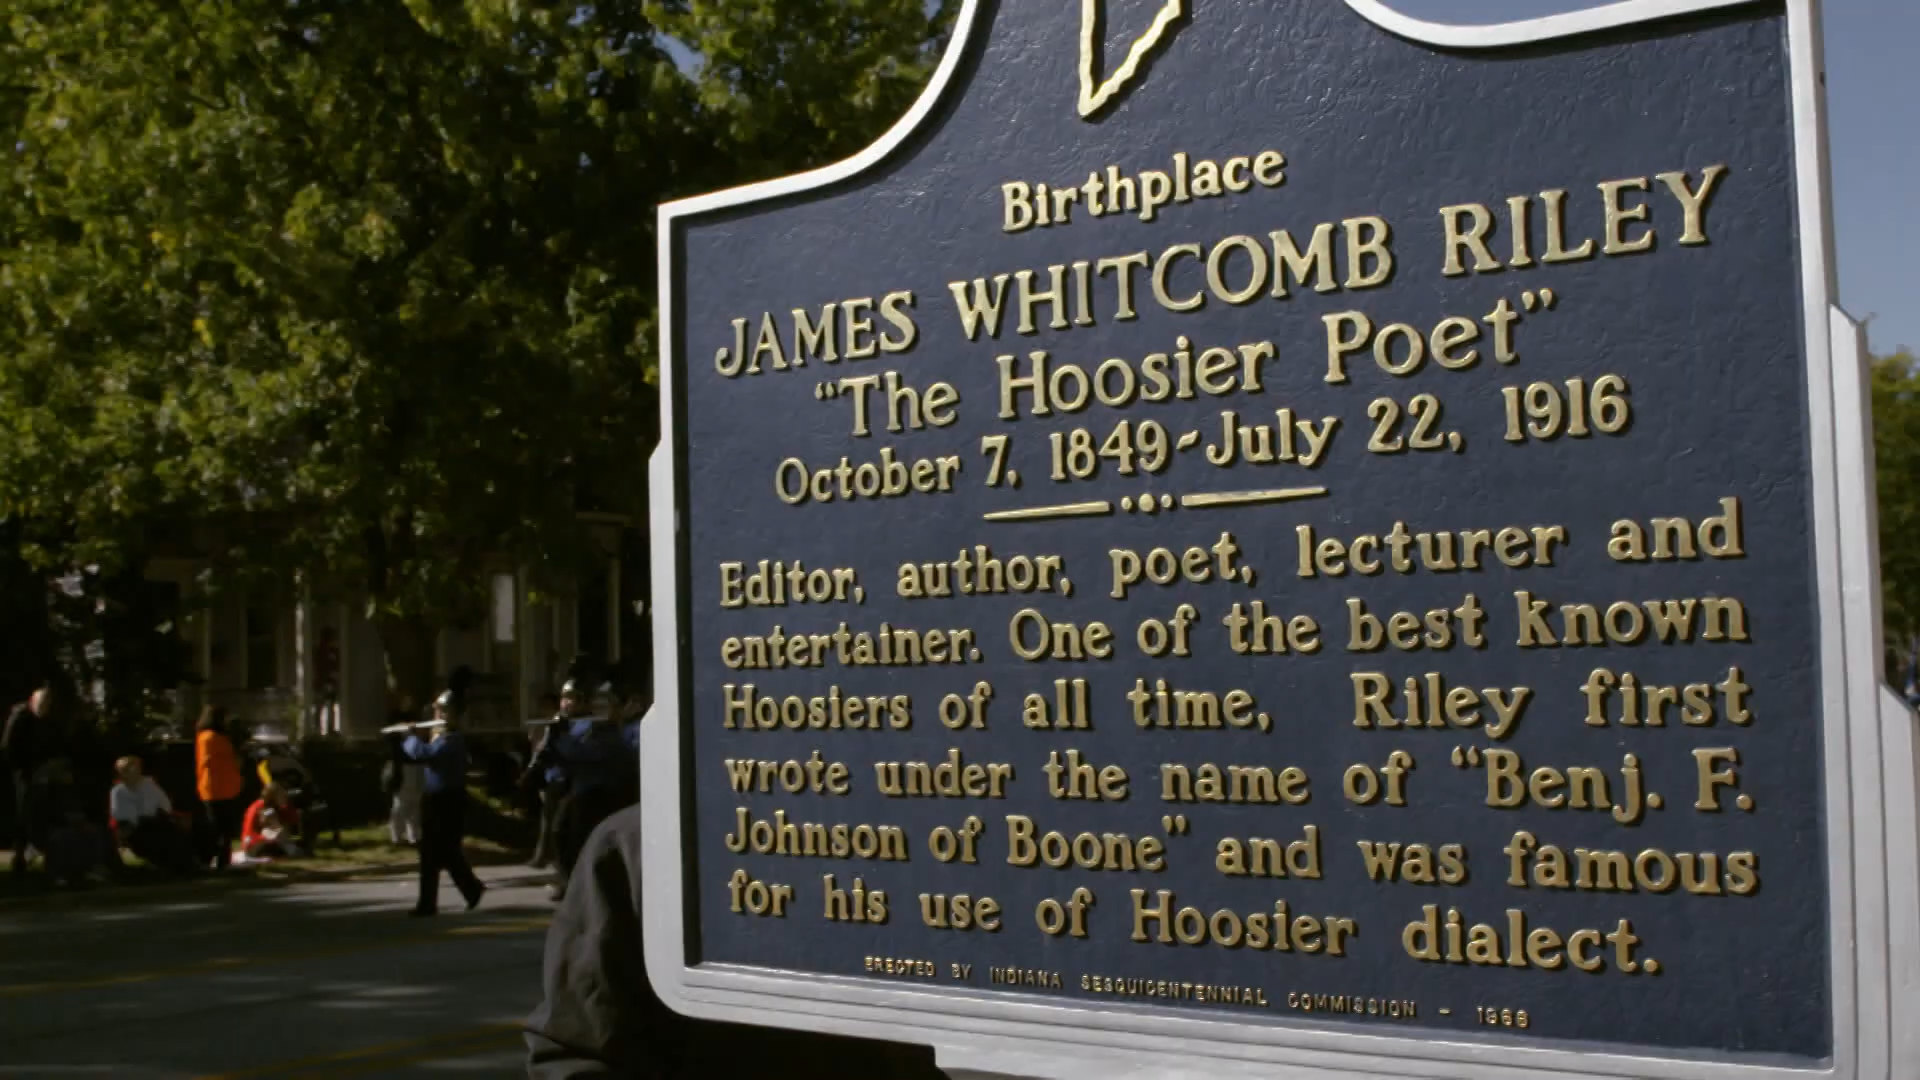 Birthplace
JAMES WHITCOMB RILEY
“The Hoosier Poet”
October 7, 1849-July 22, 1916
Editor, author, poet, lecturer and
entertainer. One of the best known
Hoosiers of all time, Riley first
wrote under the name of “Benj. F.
Johnson of Boone” and was famous
for his use of Hoosier dialect.
ERECTED BY INDIANA SESQUICENTENNIAL COMMISSION - 1966